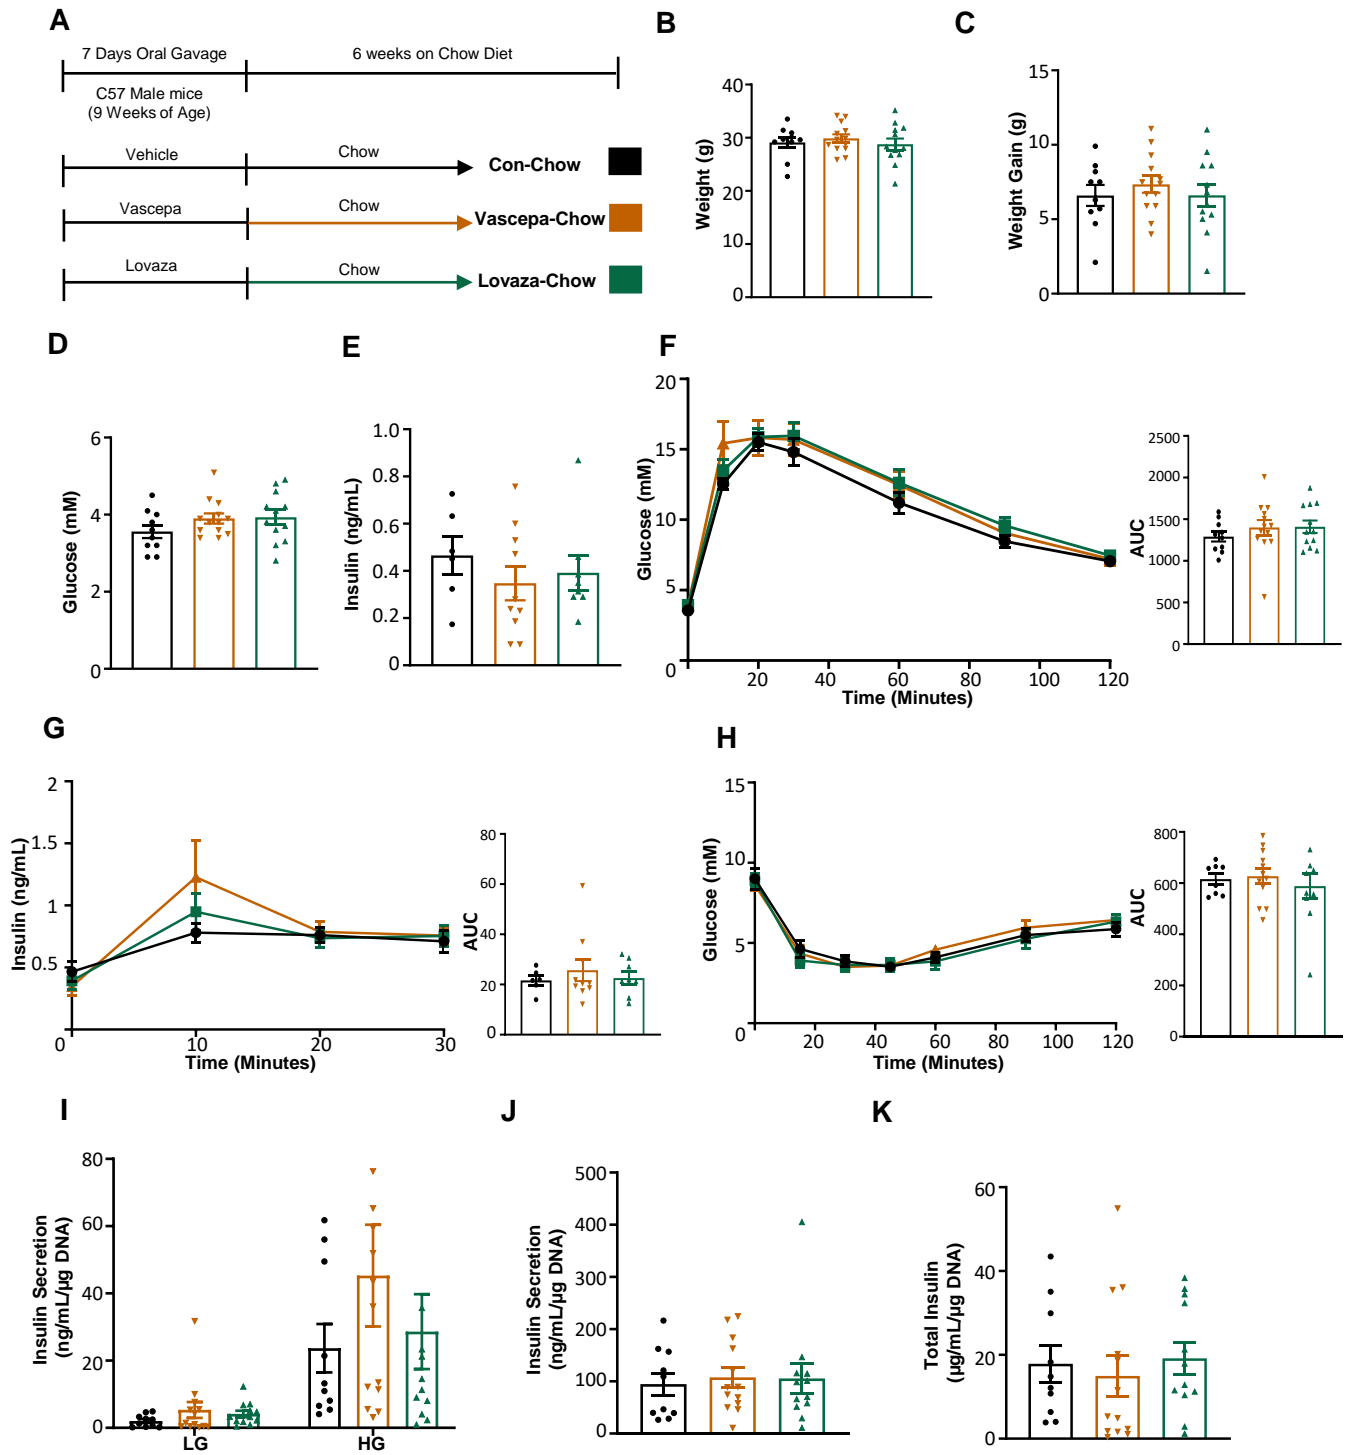 A
7 Days Oral Gavage
6 weeks on Chow Diet
C57 Male mice
(9 Weeks of Age)
Vehicle
Chow
Con-Chow
Vascepa
Chow
Vascepa-Chow
Lovaza
Chow
Lovaza-Chow
B
Weight (g)
40
30
20
10
0
C
Weight Gain (g)
15
10
5
0
D
Glucose (mM)
6
4
2
0
E
Insulin (ng/mL)
1.0
0.8
0.6
0.4
0.2
0
F
Glucose (mM)
20
15
10
5
0
20
40
60
80
100
120
Time (Minutes)
AUC
2500
2000
1500
1000
500
0
G
Insulin (ng/mL)
2
1.5
1
0.5
0
10
20
30
Time (Minutes)
AUC
80
60
40
20
0
H
Glucose (mM)
15
10
5
0
20
40
60
80
100
120
Time (Minutes)
AUC
800
600
400
200
0
I
Insulin Secretion
(ng/mL/µg DNA)
80
60
40
20
0
LG
HG
J
Insulin Secretion
(ng/mL/µg DNA)
500
400
300
200
100
0
K
Total Insulin
(µg/mL/µg DNA)
60
40
20
0